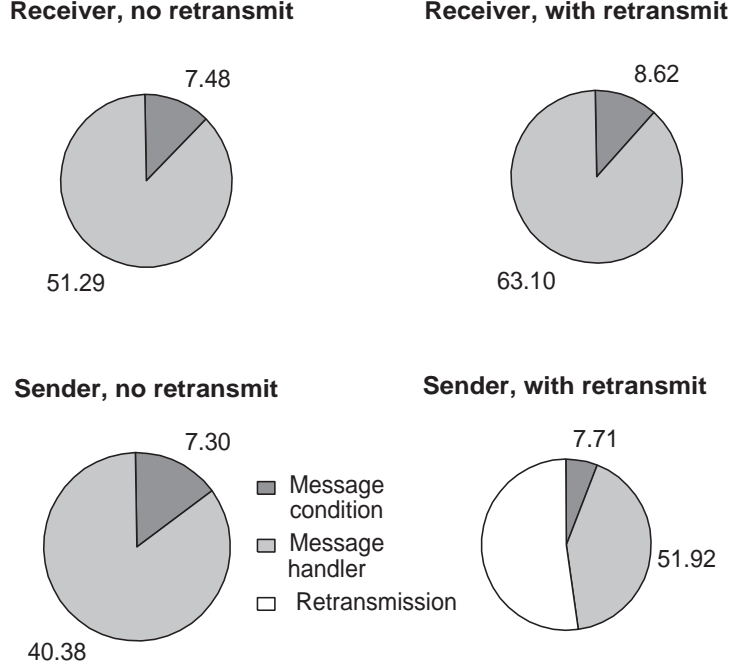 Receiver, no retransmit
7.48
51.29
Receiver, with retransmit
8.62
63.10
Sender, no retransmit
7.30
40.38
Message
condition
Message
handler
Retransmission
Sender, with retransmit
7.71
51.92